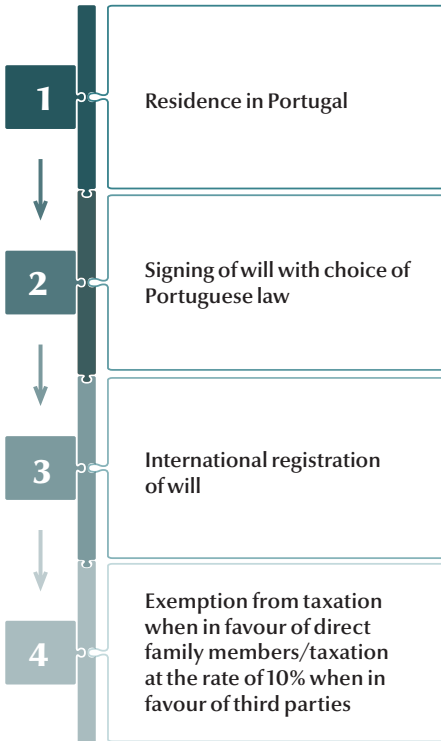 1
Residence in Portugal
2
Signing of will with choice of
Portuguese law
3
International registration
of will
4
Exemption from taxation
when in favour of direct
family members/taxation
at the rate of 10% when in
favour of third parties